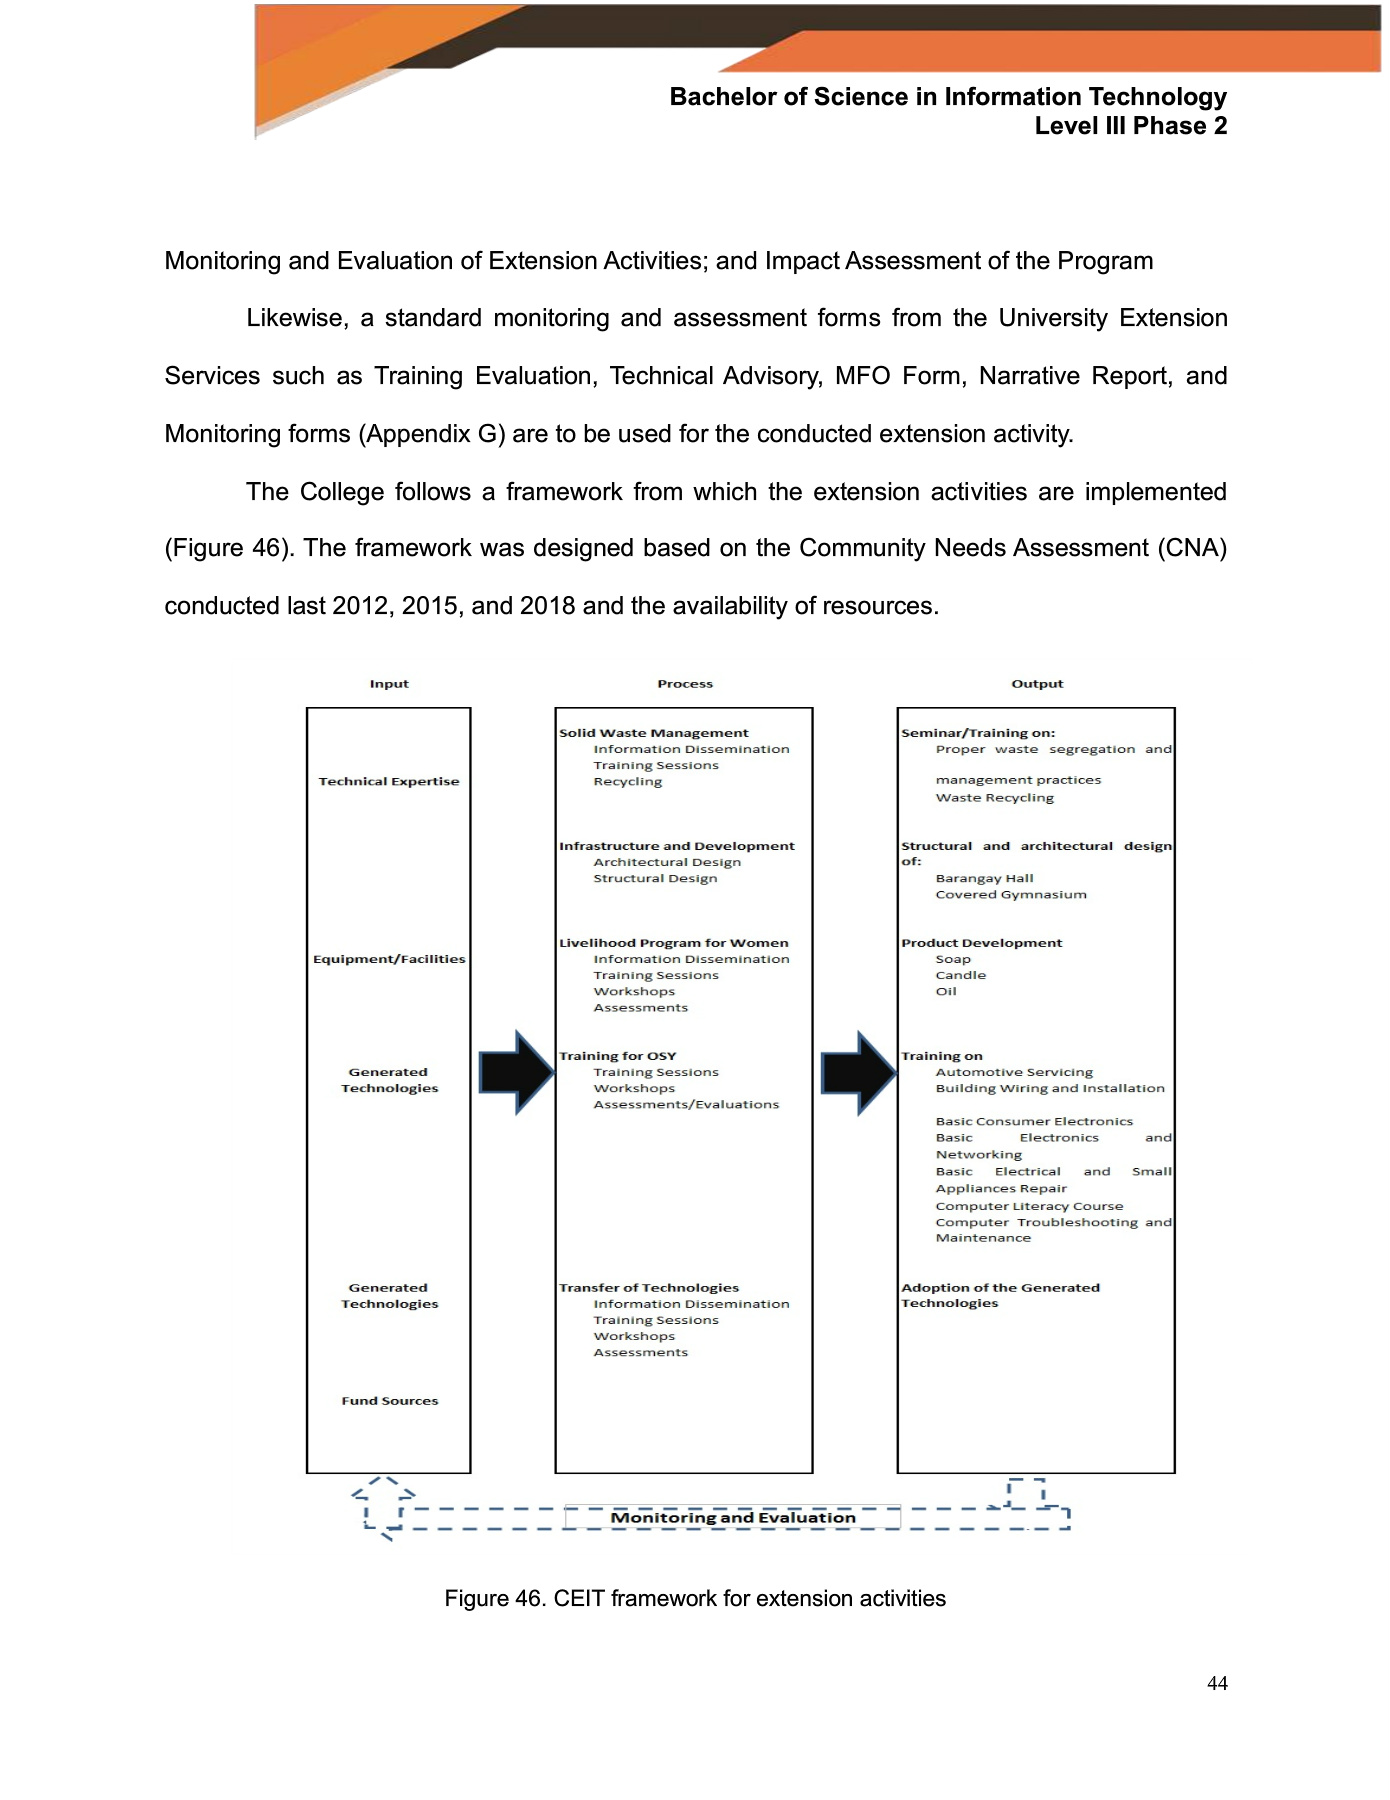 Bachelor of Science in Information Technology
Level III Phase 2
Monitoring and Evaluation of Extension Activities; and Impact Assessment of the Program
Likewise, a standard monitoring and assessment forms from the University Extension
Services such as Training Evaluation, Technical Advisory, MFO Form, Narrative Report, and
Monitoring forms (Appendix G) are to be used for the conducted extension activity.
The College follows a framework from which the extension activities are implemented
(Figure 46). The framework was designed based on the Community Needs Assessment (CNA)
conducted last 2012, 2015, and 2018 and the availability of resources.
Input
Technical Expertise
Equipment/Facilities
Generated
Technologies
Generated
Technologies
Fund Sources
Process
Solid Waste Management
Information Dissemination
Training Sessions
Recycling
Infrastructure and Development
Architectural Design
Structural Design
Livelihood Program for Women
Information Dissemination
Training Sessions
Workshops
Assessments
Training for OSY
Training Sessions
Workshops
Assessments/Evaluations
Transfer of Technologies
Information Dissemination
Training Sessions
Workshops
Assessments
Output
Seminar/Training on:
Proper waste segregation and
management practices
Waste Recycling
Structural and architectural design
of:
Barangay Hall
Covered Gymnasium
Product Development
Soap
Candle
Oil
Training on
Automotive Servicing
Building Wiring and Installation
Basic Consumer Electronics
Basic Electronics and
Networking
Basic Electrical and Small
Appliances Repair
Computer Literacy Course
Computer Troubleshooting and
Maintenance
Adoption of the Generated
Technologies
Monitoring and Evaluation
Figure 46. CEIT framework for extension activities
44